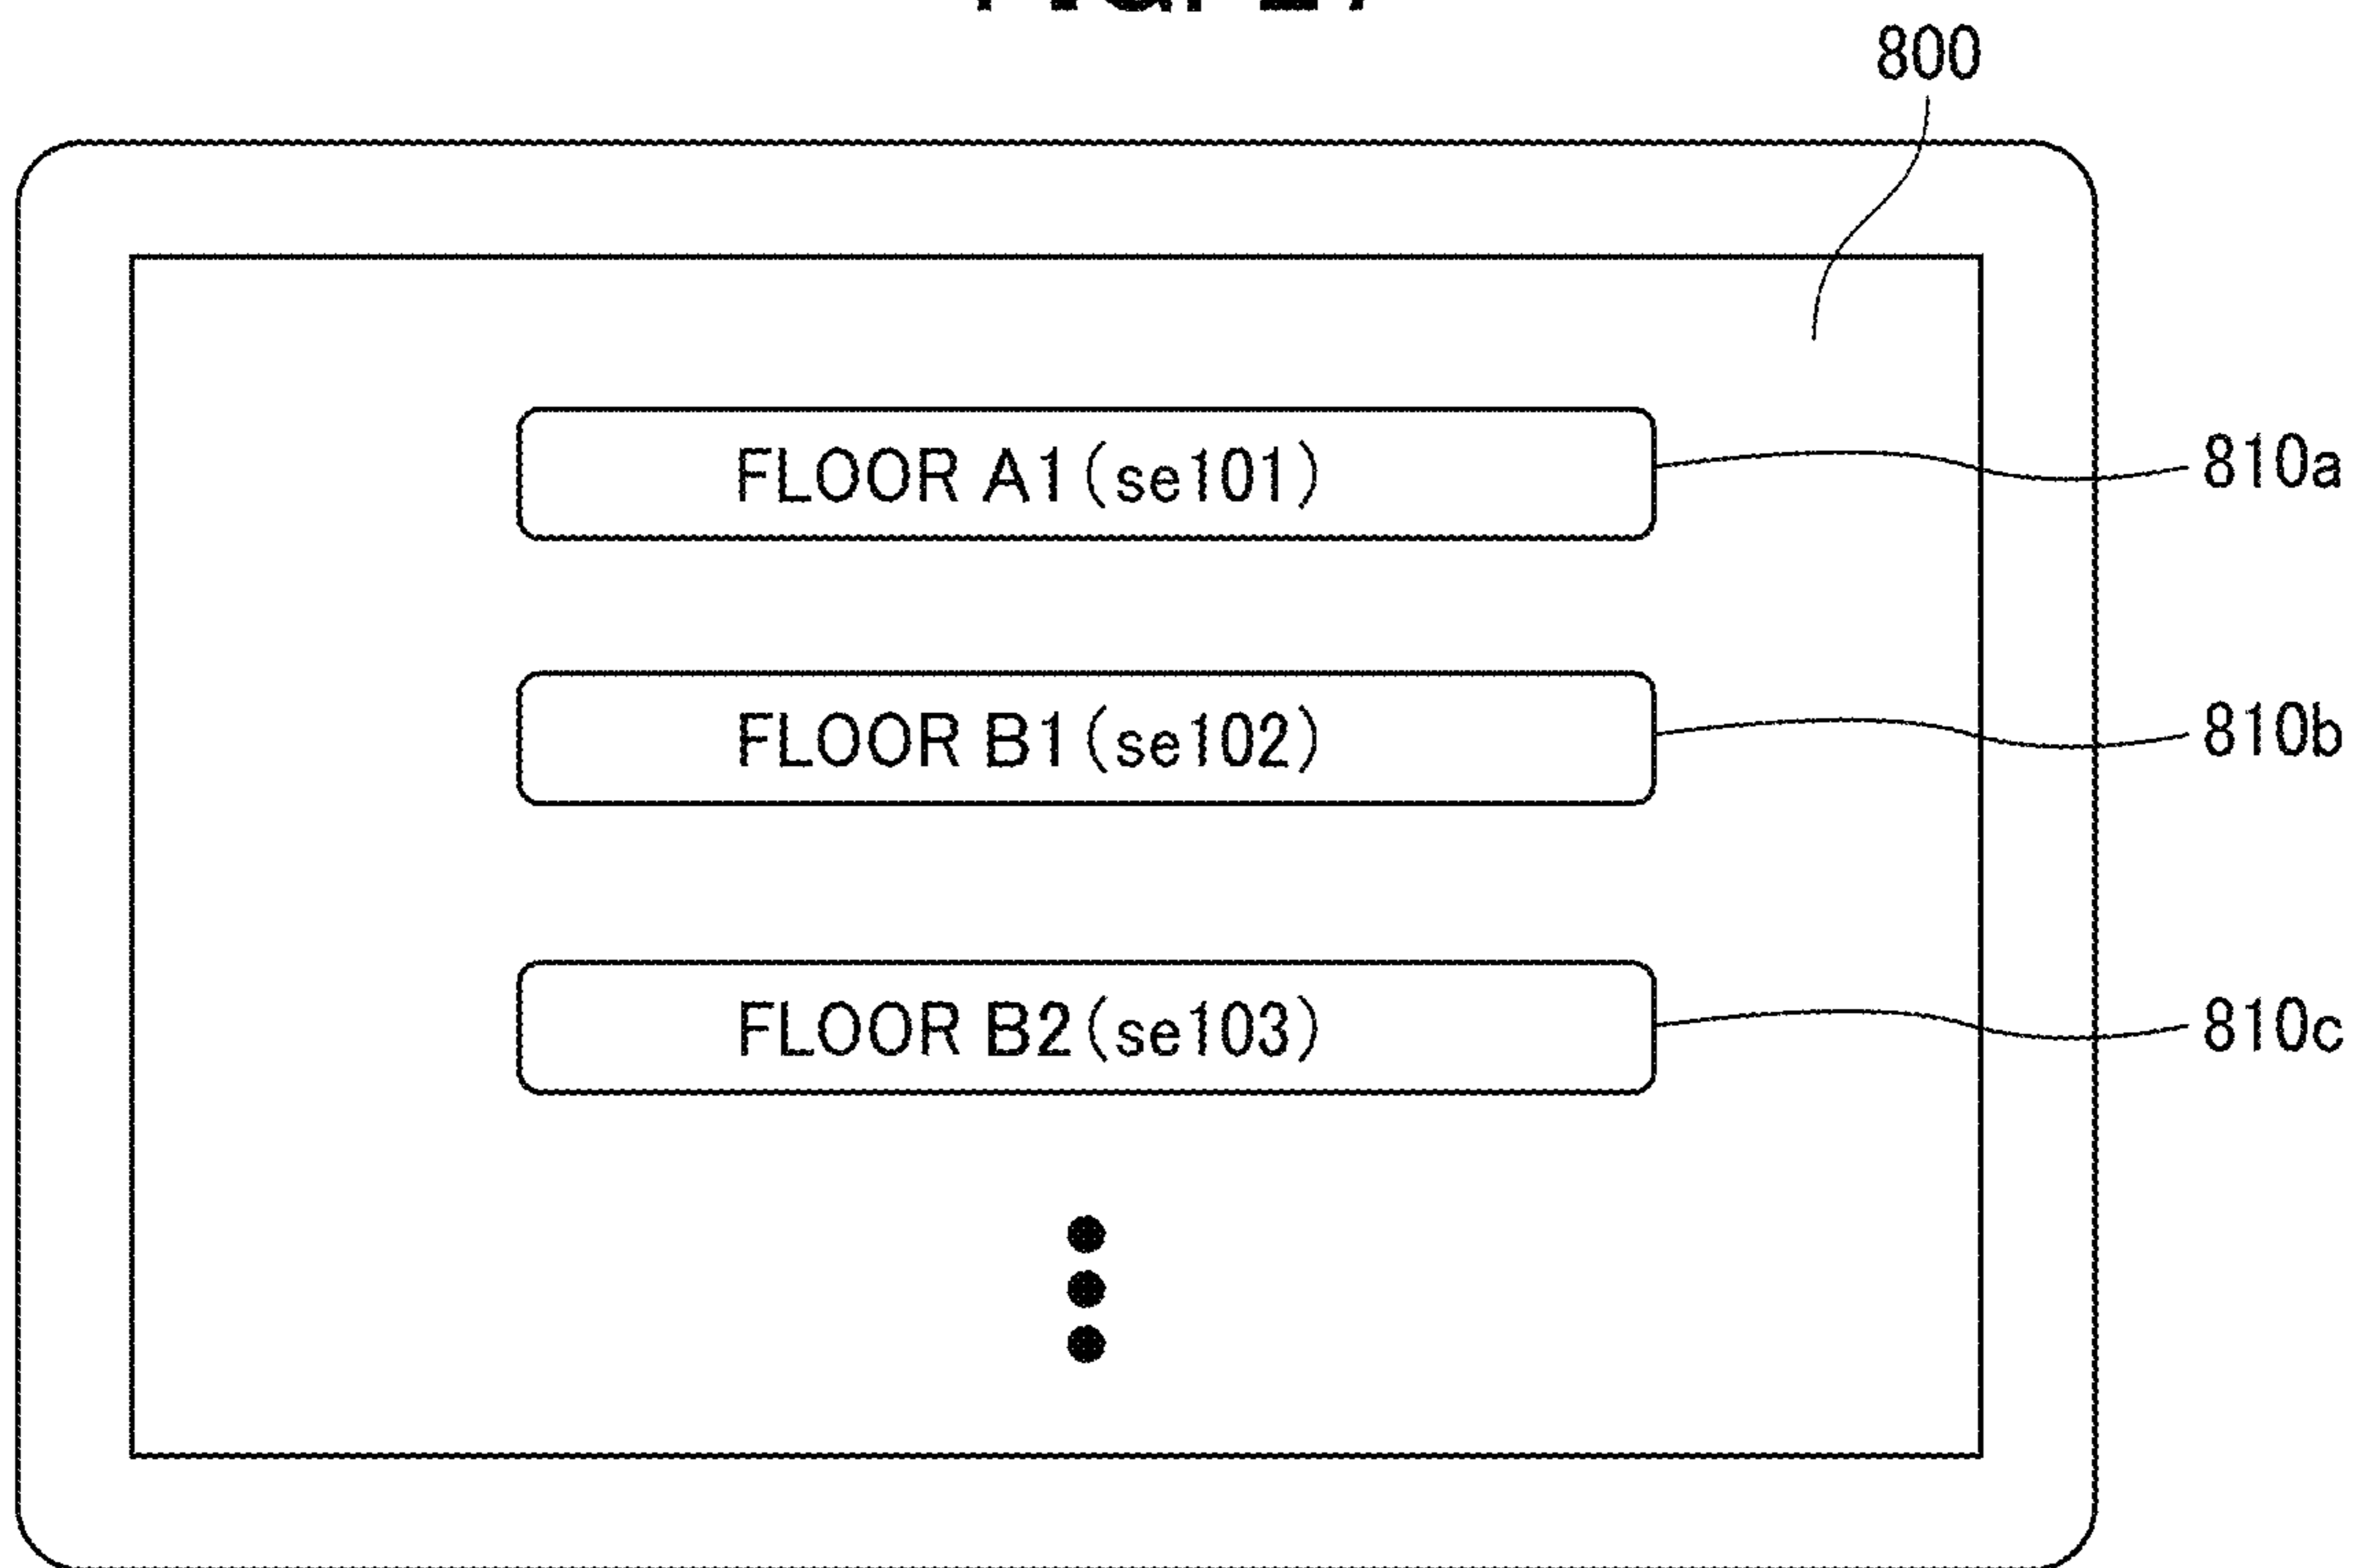 800
FLOOR A1(se101)
810a
FLOOR B1(se102)
810b
FLOOR B2(se103)
810c